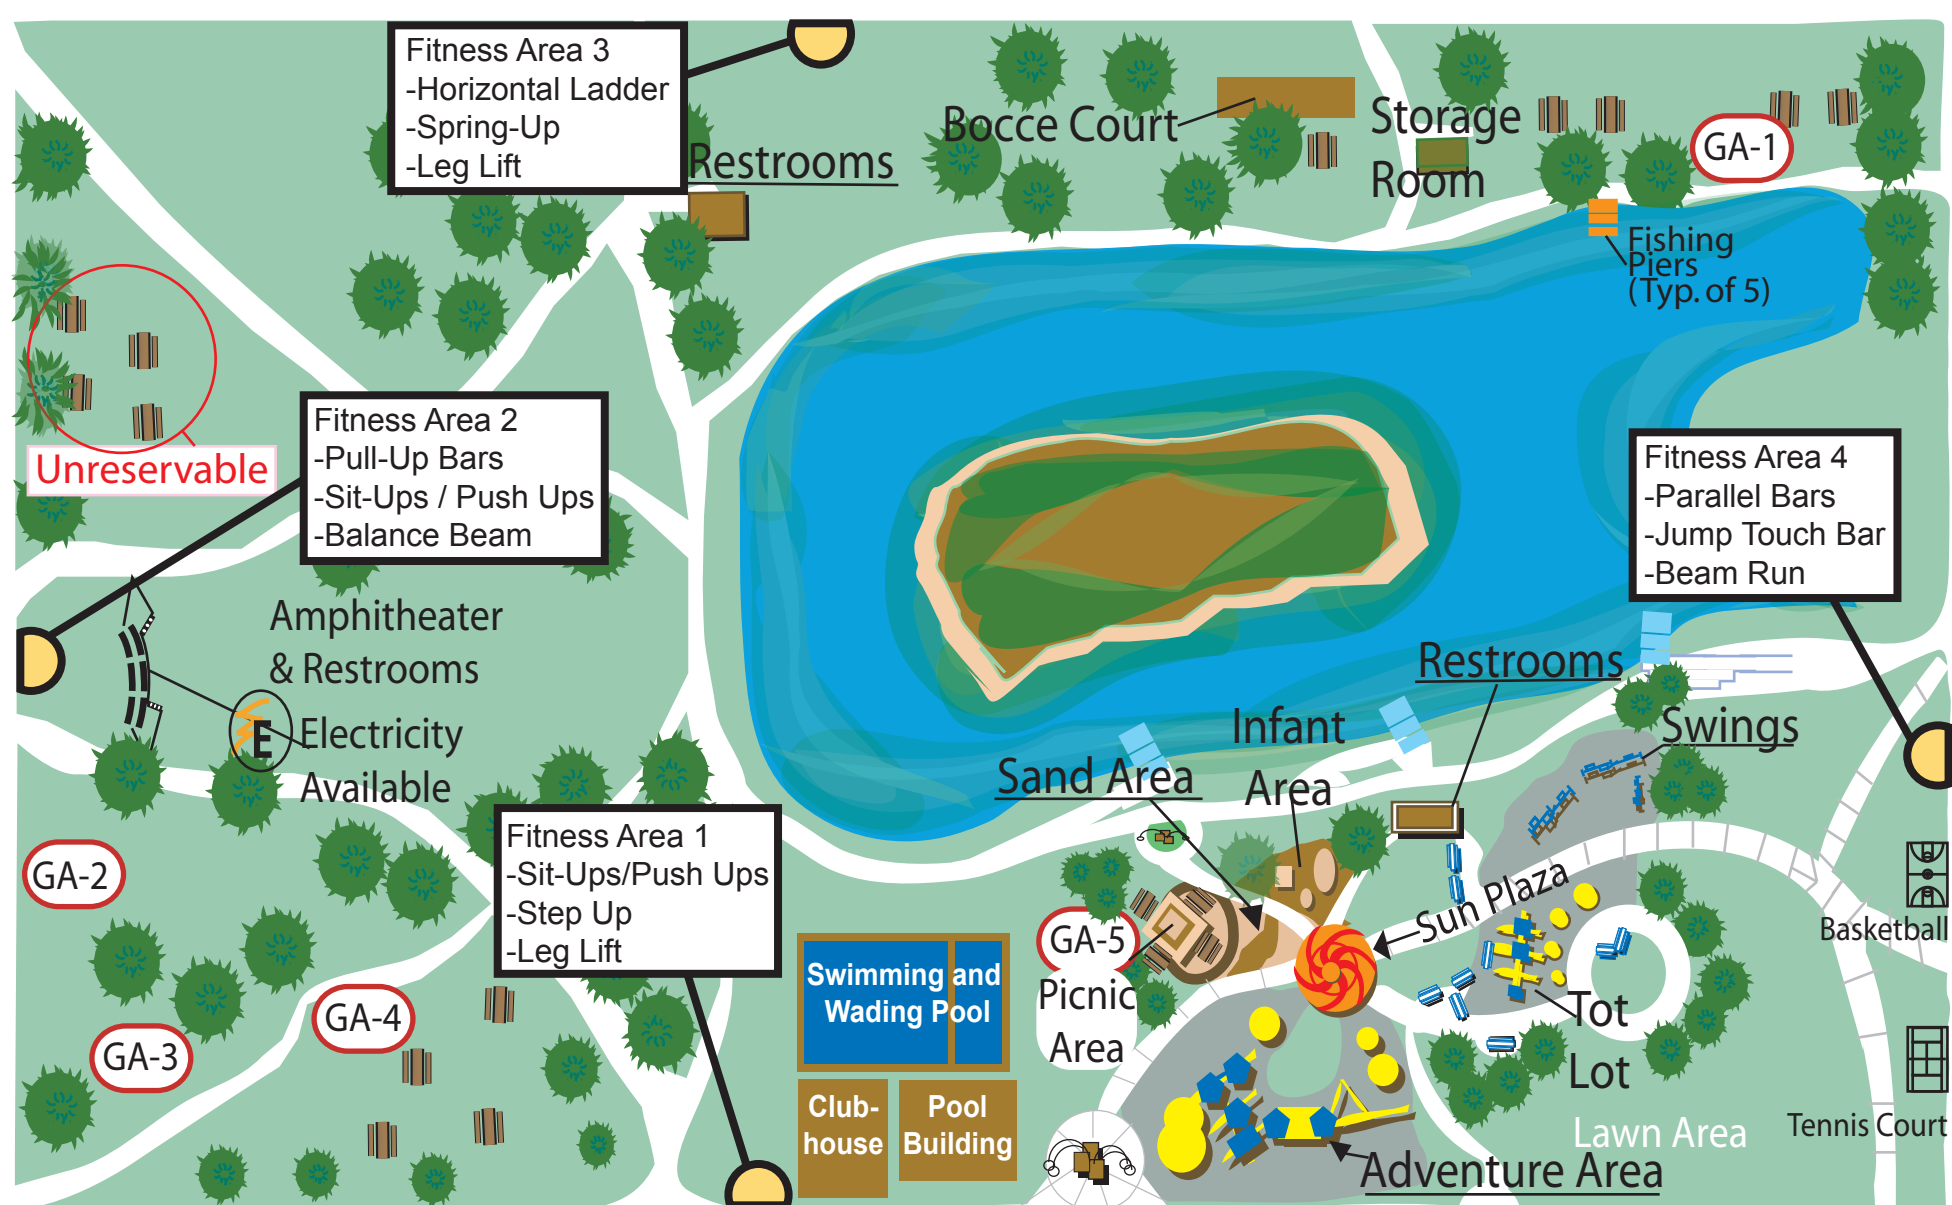 Fitness Area 3
-Horizontal Ladder
-Spring-Up
-Leg Lift
Restrooms
Bocce Court
Storage
Room
GA-1
Fishing
Piers
(Typ. of 5)
Unreservable
Fitness Area 2
-Pull-Up Bars
-Sit-Ups / Push Ups
-Balance Beam
Fitness Area 4
-Parallel Bars
-Jump Touch Bar
-Beam Run
Amphitheater
& Restrooms
E
Electricity
Available
Restrooms
Infant
Area
Swings
Sand Area
Fitness Area 1
-Sit-Ups/Push Ups
-Step Up
-Leg Lift
GA-2
GA-3
GA-4
GA-5
Picnic
Area
Sun Plaza
Swimming and
Wading Pool
Club-
house
Pool
Building
Tot
Lot
Basketball
Tennis Court
Lawn Area
Adventure Area